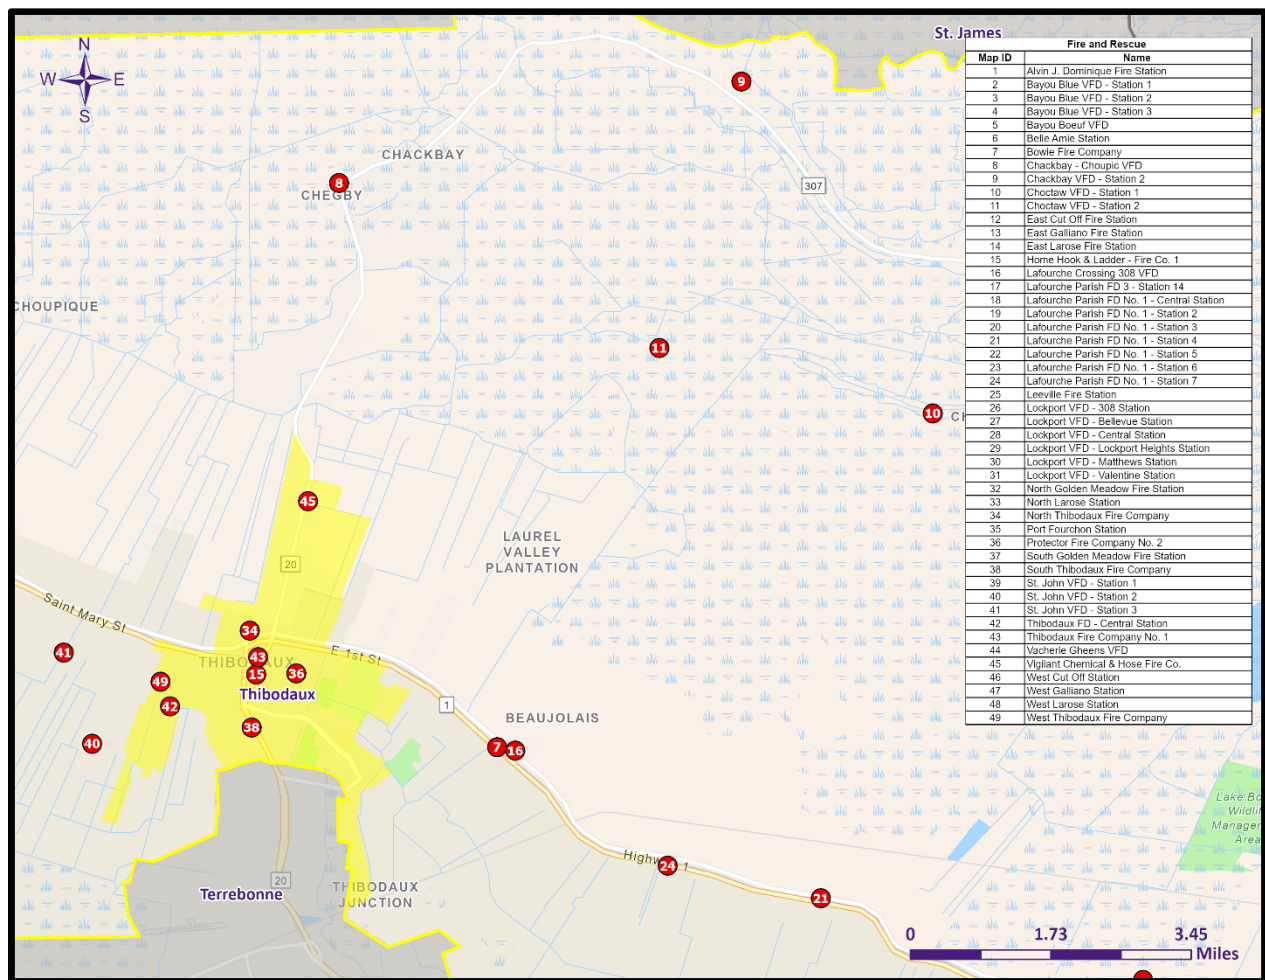 St. James
N
W E
S
Fire and Rescue
Map ID Name
1 Alvin J. Dominique Fire Station
2 Bayou Blue VFD - Station 1
3 Bayou Blue VFD - Station 2
4 Bayou Blue VFD - Station 3
5 Bayou Boeuf VFD
6 Belle Amie Station
7 Bowie Fire Company
8 Chackbay - Choupic VFD
9 Chackbay VFD - Station 2
10 Choctaw VFD - Station 1
11 Choctaw VFD - Station 2
12 East Cut Off Fire Station
13 East Galliano Fire Station
14 East Larose Fire Station
15 Home Hook & Ladder - Fire Co. 1
16 Lafourche Crossing 308 VFD
17 Lafourche Parish FD 3 - Station 14
18 Lafourche Parish FD No. 1 - Central Station
19 Lafourche Parish FD No. 1 - Station 2
20 Lafourche Parish FD No. 1 - Station 3
21 Lafourche Parish FD No. 1 - Station 4
22 Lafourche Parish FD No. 1 - Station 5
23 Lafourche Parish FD No. 1 - Station 6
24 Lafourche Parish FD No. 1 - Station 7
25 Leeville Fire Station
26 Lockport VFD - 308 Station
27 Lockport VFD - Bellevue Station
28 Lockport VFD - Central Station
29 Lockport VFD - Lockport Heights Station
30 Lockport VFD - Matthews Station
31 Lockport VFD - Valentine Station
32 North Golden Meadow Fire Station
33 North Larose Station
34 North Thibodaux Fire Company
35 Port Fourchon Station
36 Protector Fire Company No. 2
37 South Golden Meadow Fire Station
38 South Thibodaux Fire Company
39 St. John VFD - Station 1
40 St. John VFD - Station 2
41 St. John VFD - Station 3
42 Thibodaux FD - Central Station
43 Thibodaux Fire Company No. 1
44 Vacherie Gheens VFD
45 Vigilant Chemical & Hose Fire Co.
46 West Cut Off Station
47 West Galliano Station
48 West Larose Station
49 West Thibodaux Fire Company
9
CHACKBAY
8
CHEGBY
307
CHOUPIQUE
11
10
CH
45
LAUREL
VALLEY
PLANTATION
20
Saint Mary St
34
41
43
E 1st St
THIBODAUX
15
36
49
Thibodaux
42
1
BEAUJOLAIS
38
40
7
16
Lake Bo
Wildli
Manager
Area
Highway 1
24
20
THIBODAUX
JUNCTION
Terrebonne
21
0 1.73 3.45
Miles